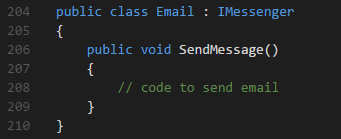 204 public class Email : IMessenger
205 {
206     public void SendMessage()
207     {
208         // code to send email
209     }
210 }